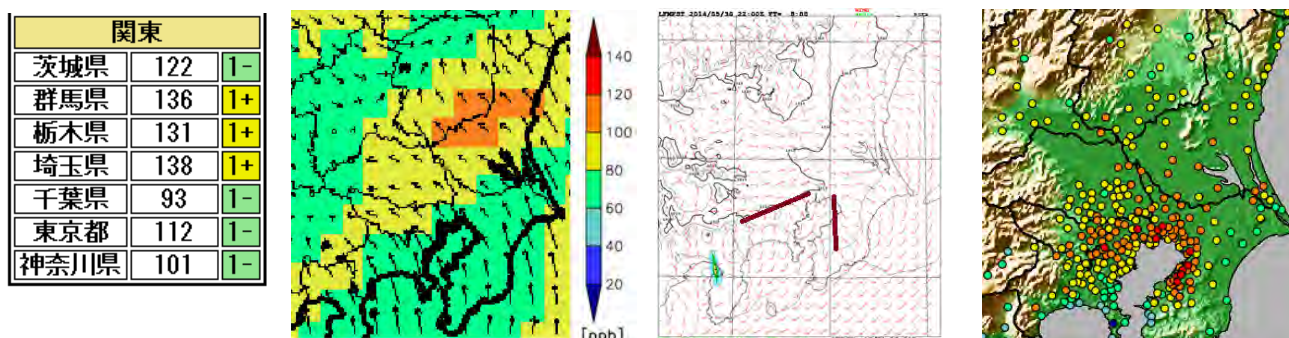 関東
茨城県 122 1-
群馬県 136 1+
栃木県 131 1+
埼玉県 138 1+
千葉県 93 1-
東京都 112 1-
神奈川県 101 1-
140
120
100
80
60
40
20
[ppb]